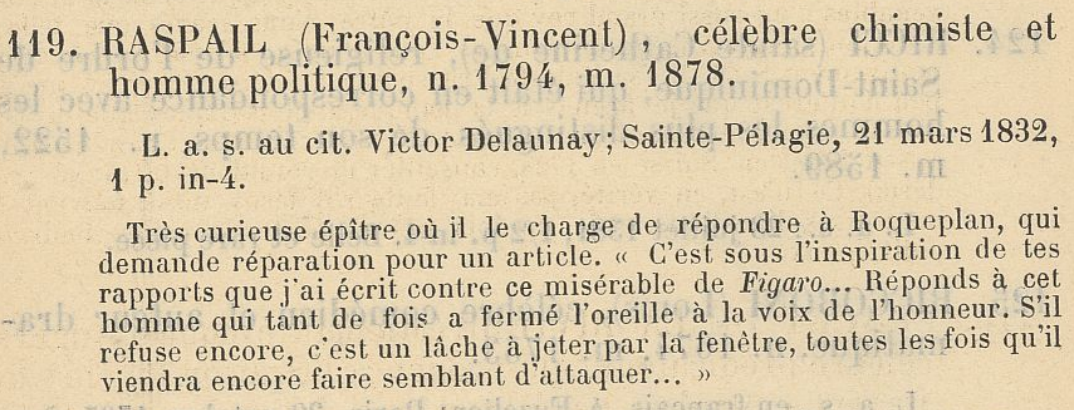 119. RASPAIL (François-Vincent), célèbre chimiste et
homme politique, n. 1794, m. 1878.
L. a. s. au cit. Victor Delaunay; Sainte-Pélagie, 21 mars 1832,
1 p. in-4.
Très curieuse épître où il le charge de répondre à Roqueplan, qui
demande réparation pour un article. « C'est sous l'inspiration de tes
rapports que j'ai écrit contre ce misérable de Figaro... Réponds à cet
homme qui tant de fois a fermé l'oreille à la voix de l'honneur. S'il
refuse encore, c'est un lâche à jeter par la fenêtre, toutes les fois qu'il
viendra encore faire semblant d'attaquer... »